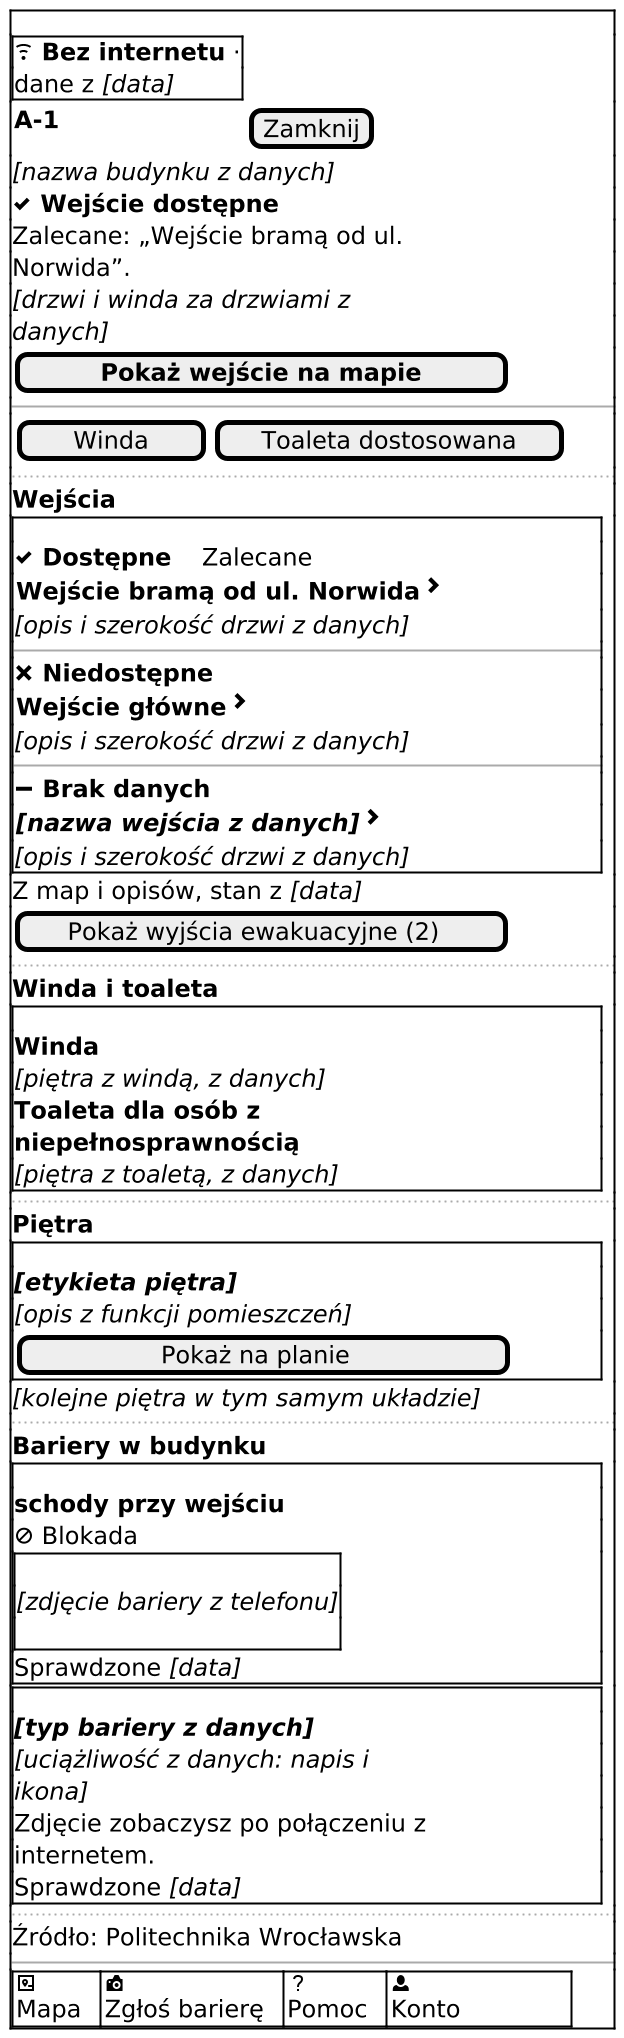 Bez internetu ·
dane z [data]
A-1
Zamknij
[nazwa budynku z danych]
Wejście dostępne
Zalecane: „Wejście bramą od ul.
Norwida”.
[drzwi i winda za drzwiami z
danych]
Pokaż wejście na mapie
Winda
Toaleta dostosowana
Wejścia
Dostępne Zalecane
Wejście bramą od ul. Norwida
[opis i szerokość drzwi z danych]
Niedostępne
Wejście główne
[opis i szerokość drzwi z danych]
Brak danych
[nazwa wejścia z danych]
[opis i szerokość drzwi z danych]
Z map i opisów, stan z [data]
Pokaż wyjścia ewakuacyjne (2)
Winda i toaleta
Winda
[piętra z windą, z danych]
Toaleta dla osób z
niepełnosprawnością
[piętra z toaletą, z danych]
Piętra
[etykieta piętra]
[opis z funkcji pomieszczeń]
Pokaż na planie
[kolejne piętra w tym samym układzie]
Bariery w budynku
schody przy wejściu
Blokada
[zdjęcie bariery z telefonu]
Sprawdzone [data]
[typ bariery z danych]
[uciążliwość z danych: napis i
ikona]
Zdjęcie zobaczysz po połączeniu z
internetem.
Sprawdzone [data]
Źródło: Politechnika Wrocławska
Mapa
Zgłoś barierę
?
Pomoc
Konto